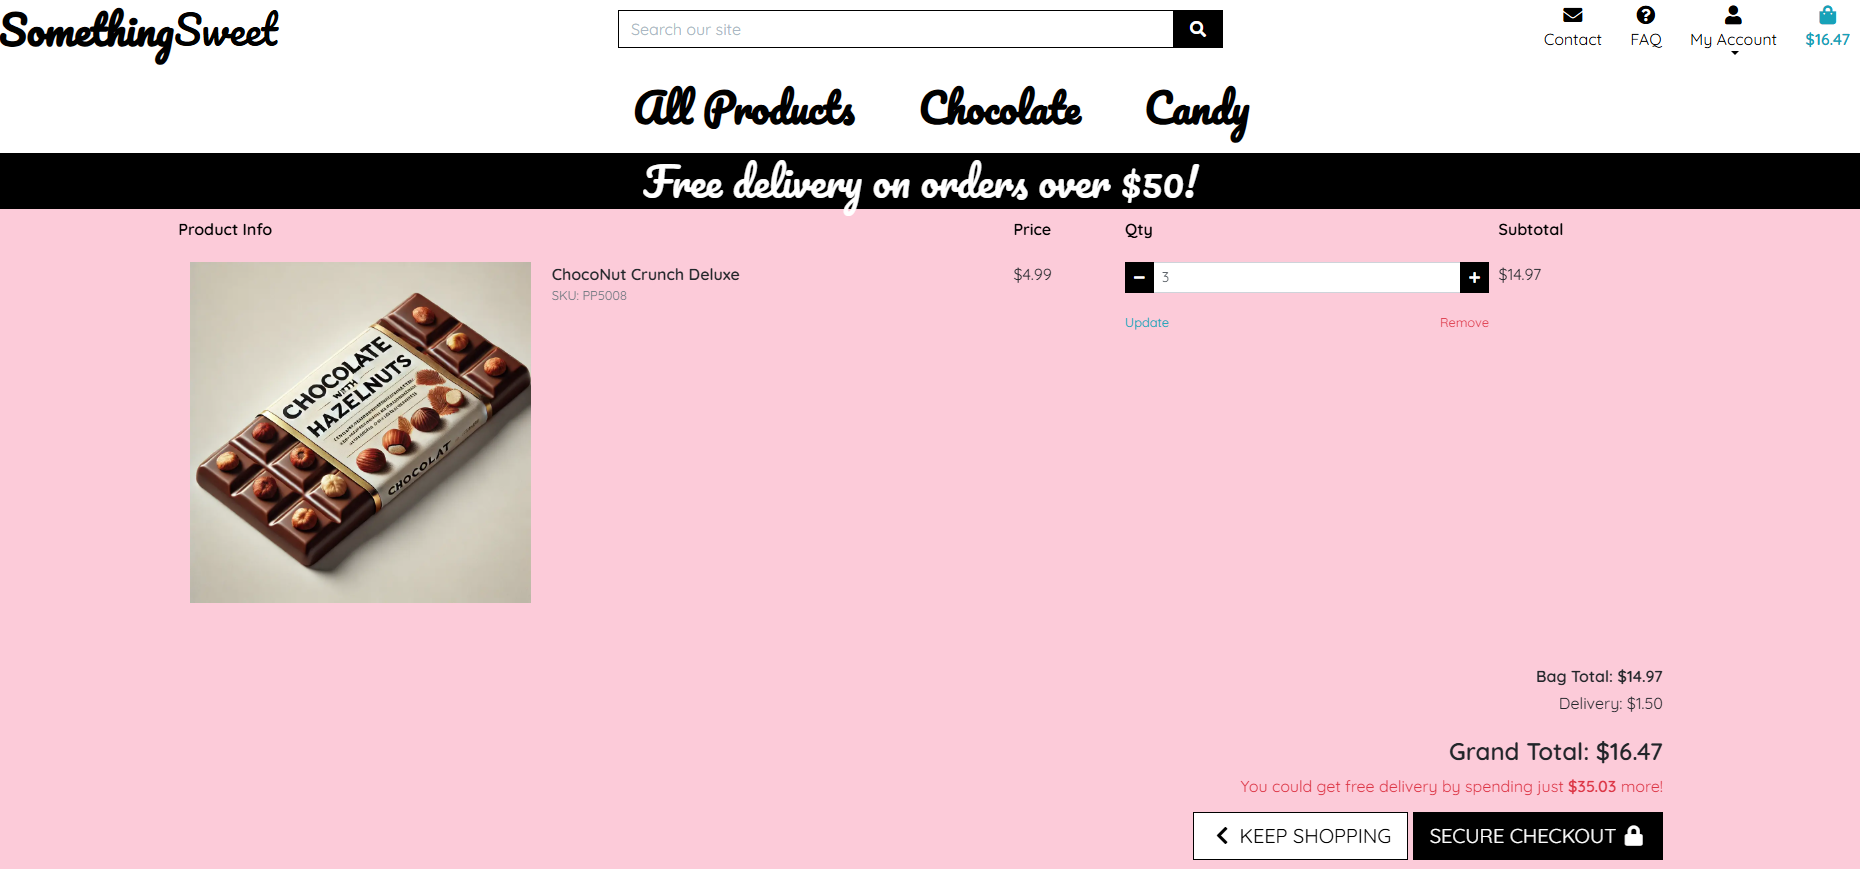 SomethingSweet
Search our site
Contact
FAQ
My Account
$16.47
All Products
Chocolate
Candy
Free delivery on orders over $50!
Product Info
Price
Qty
Subtotal
CHOCOLATE
WITH
HAZELNUTS
CHOCOLAT
ChocoNut Crunch Deluxe
SKU: PP5008
$4.99
3
$14.97
Update
Remove
Bag Total: $14.97
Delivery: $1.50
Grand Total: $16.47
You could get free delivery by spending just $35.03 more!
KEEP SHOPPING
SECURE CHECKOUT